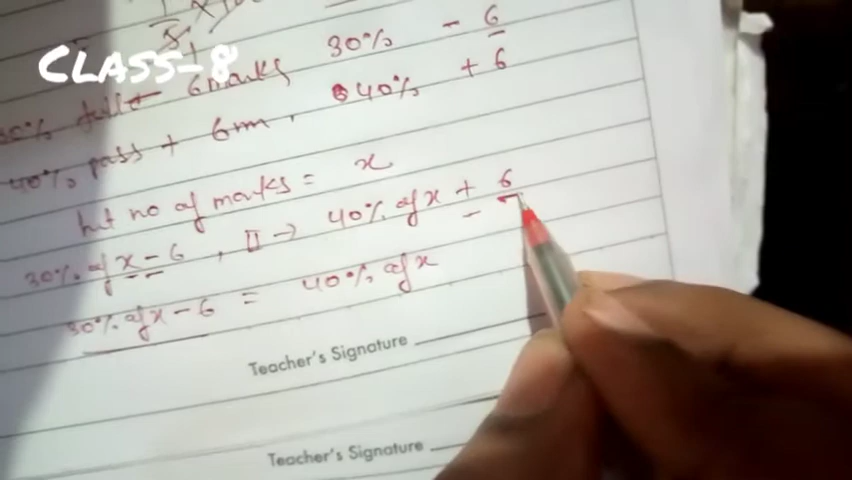 CLASS-8
30% - 6
30% fall 6 marks 40% + 6
40% pass + 6m,
let no of marks = x
30% of x - 6 , II → 40% of x + 6
30% of x - 6 = 40% of x
Teacher's Signature
Teacher's Signature